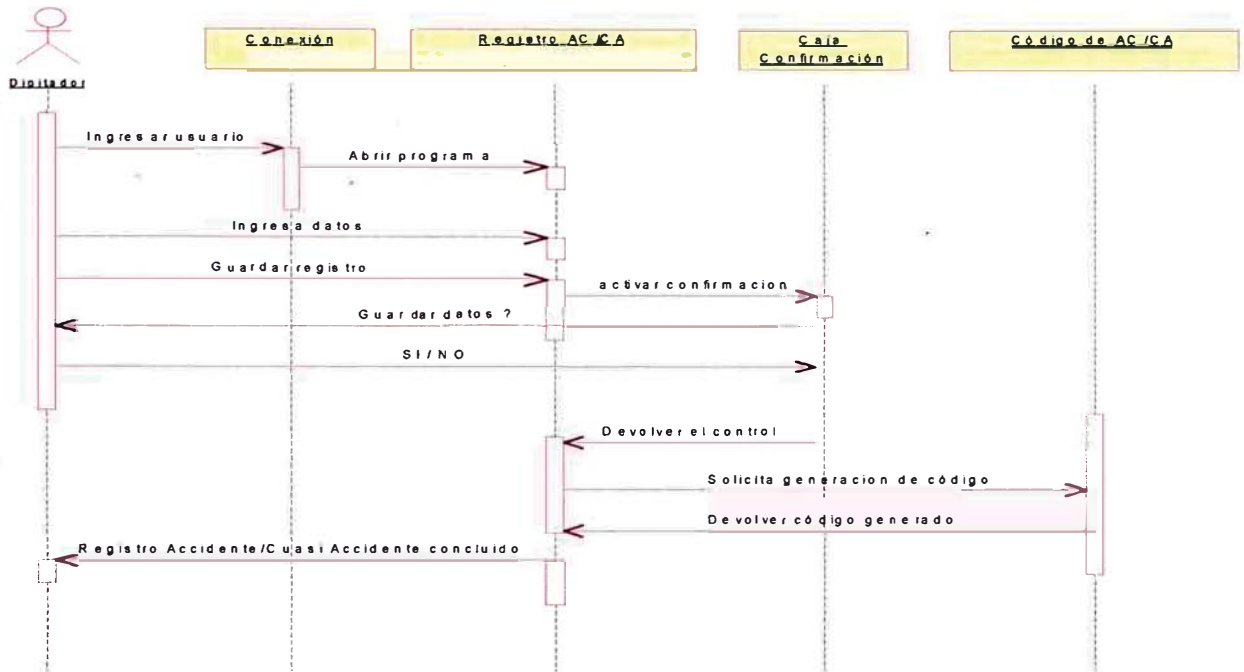 Conexión
Registro AC/CA
Caja
Confirmación
Código de AC/CA
Digitador
Ingresar usuario
Abrir programa
Ingresa datos
Guardar registro
activar confirmacion
Guardar datos ?
SI / NO
Devolver el control
Solicita generacion de código
Devolver código generado
Registro Accidente/Cuasi Accidente concluido